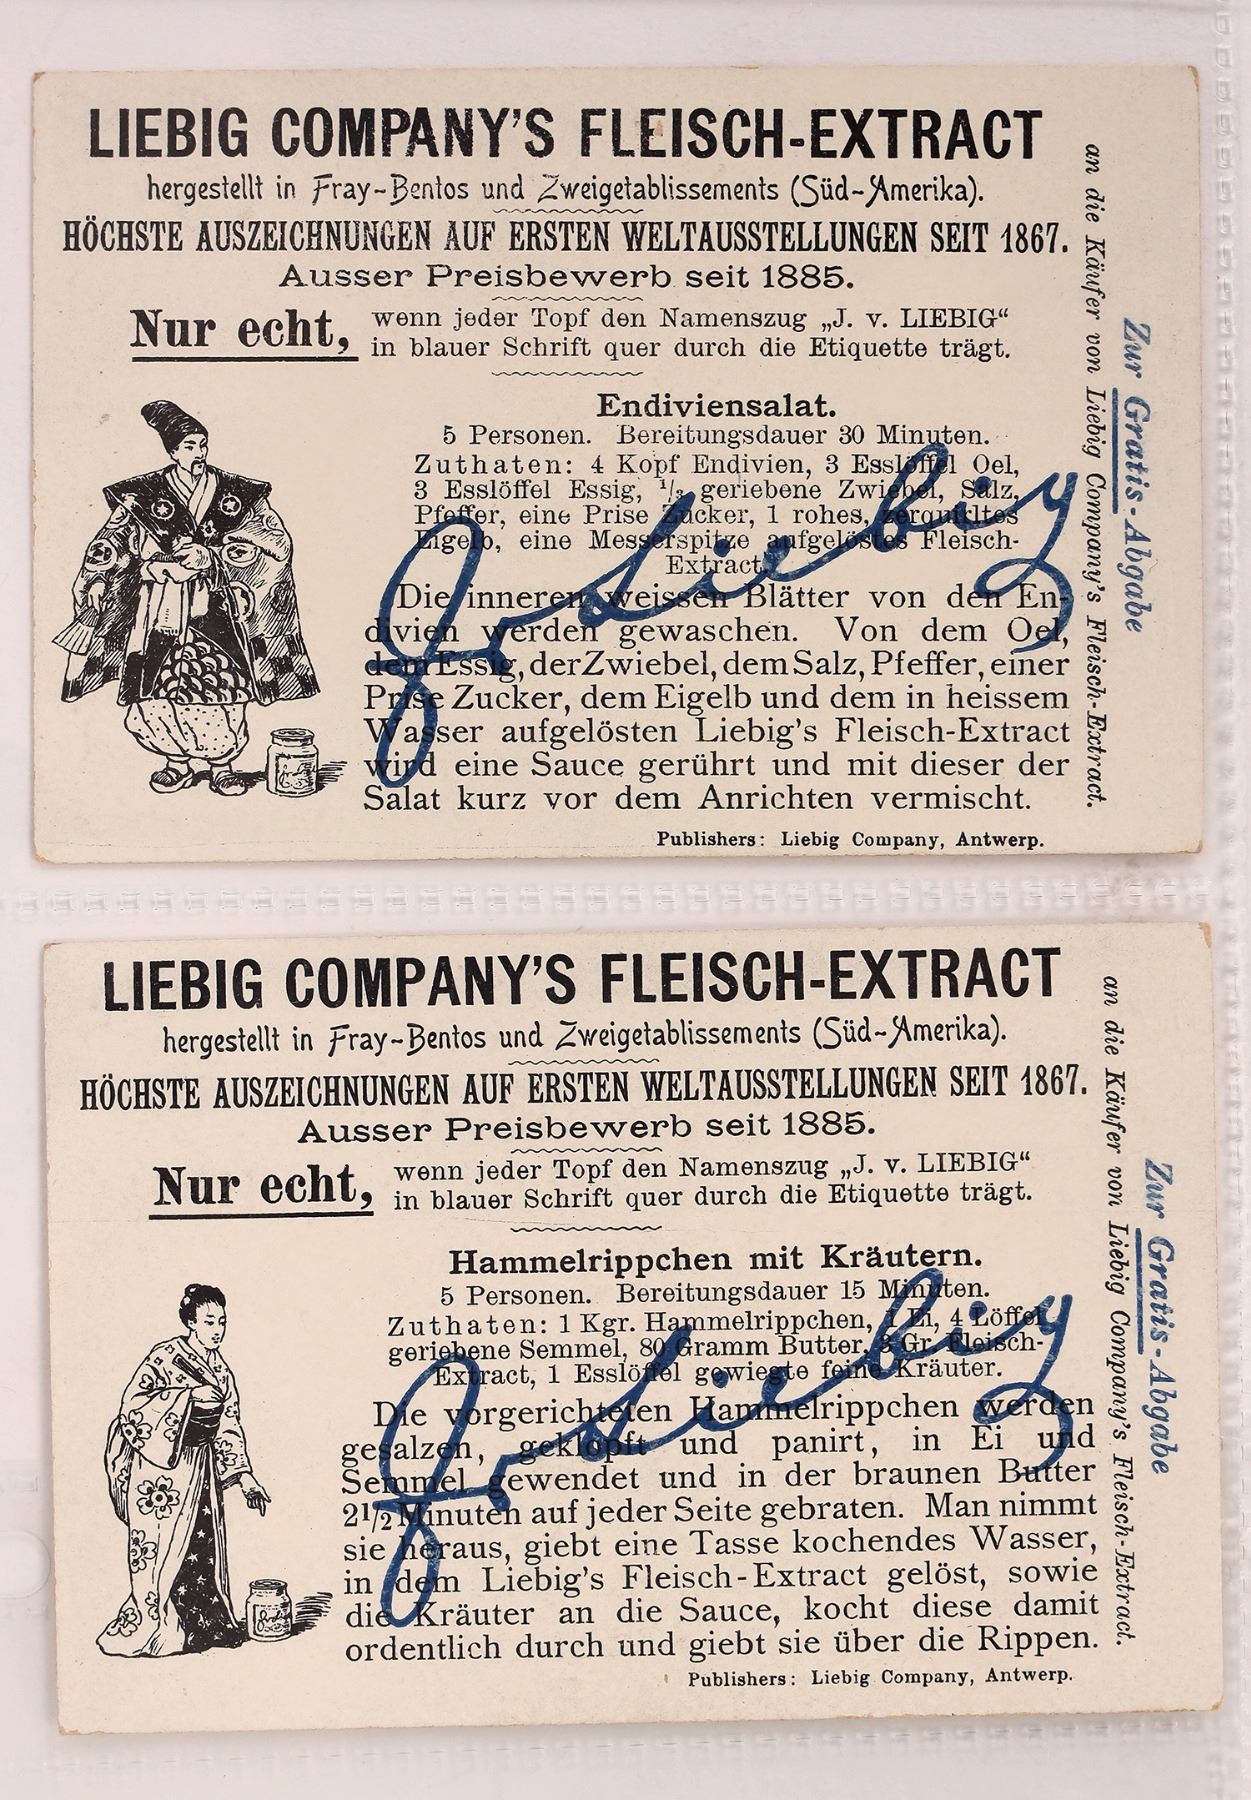 LIEBIG COMPANY'S FLEISCH-EXTRACT
hergestellt in Fray-Bentos und Zweigetablissements (Süd-Amerika).
HÖCHSTE AUSZEICHNUNGEN AUF ERSTEN WELTAUSSTELLUNGEN SEIT 1867.
Ausser Preisbewerb seit 1885.
Nur echt, wenn jeder Topf den Namenszug „J. v. LIEBIG“
in blauer Schrift quer durch die Etiquette trägt.
Endiviensalat.
5 Personen. Bereitungsdauer 30 Minuten.
Zuthaten: 4 Kopf Endivien, 3 Esslöffel Oel,
3 Esslöffel Essig, 1/3 geriebene Zwiebel, Salz,
Pfeffer, eine Prise Zucker, 1 rohes, zerquirltes
Eigelb, eine Messerspitze aufgelöstes Fleisch-
Extract.
Die inneren weissen Blätter von den En-
divien werden gewaschen. Von dem Oel,
dem Essig, der Zwiebel, dem Salz, Pfeffer, einer
Prise Zucker, dem Eigelb und dem in heissem
Wasser aufgelösten Liebig's Fleisch-Extract
wird eine Sauce gerührt und mit dieser der
Salat kurz vor dem Anrichten vermischt.
Publishers: Liebig Company, Antwerp.
JvLiebig
Zur Gratis-Abgabe
an die Käufer von Liebig Company's Fleisch-Extract.
LIEBIG COMPANY'S FLEISCH-EXTRACT
hergestellt in Fray-Bentos und Zweigetablissements (Süd-Amerika).
HÖCHSTE AUSZEICHNUNGEN AUF ERSTEN WELTAUSSTELLUNGEN SEIT 1867.
Ausser Preisbewerb seit 1885.
Nur echt, wenn jeder Topf den Namenszug „J. v. LIEBIG“
in blauer Schrift quer durch die Etiquette trägt.
Hammelrippchen mit Kräutern.
5 Personen. Bereitungsdauer 15 Minuten.
Zuthaten: 1 Kgr. Hammelrippchen, 1 Ei, 4 Löffel
geriebene Semmel, 80 Gramm Butter, 3 Gr. Fleisch-
Extract, 1 Esslöffel gewiegte feine Kräuter.
Die vorgerichteten Hammelrippchen werden
gesalzen, geklopft und panirt, in Ei und
Semmel gewendet und in der braunen Butter
2 1/2 Minuten auf jeder Seite gebraten. Man nimmt
sie heraus, giebt eine Tasse kochendes Wasser,
in dem Liebig's Fleisch-Extract gelöst, sowie
die Kräuter an die Sauce, kocht diese damit
ordentlich durch und giebt sie über die Rippen.
Publishers: Liebig Company, Antwerp.
JvLiebig
Zur Gratis-Abgabe
an die Käufer von Liebig Company's Fleisch-Extract.